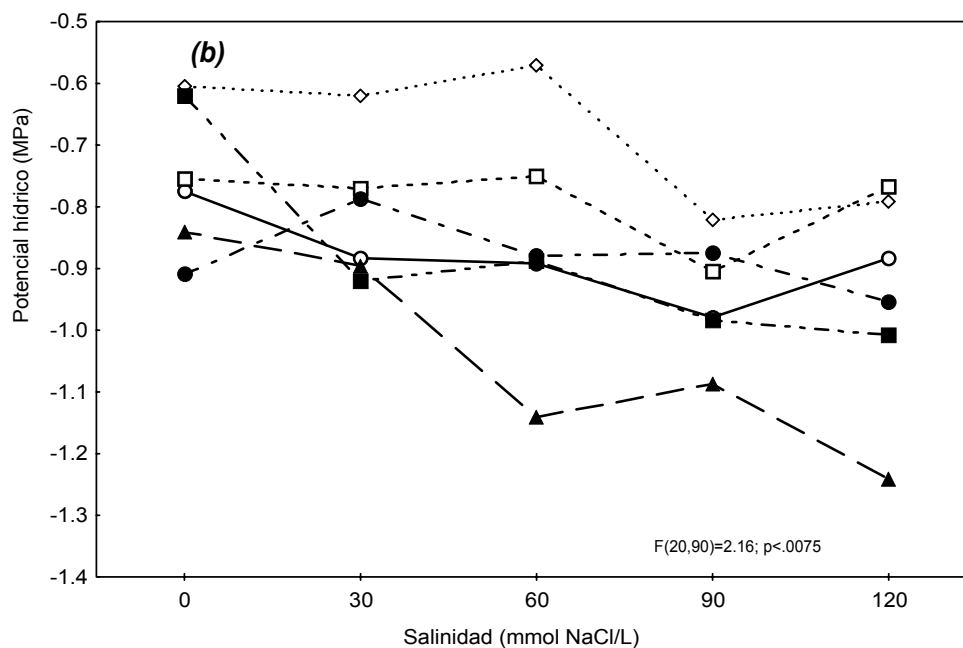 (b)
Potencial hídrico (MPa)
-0.5
-0.6
-0.7
-0.8
-0.9
-1.0
-1.1
-1.2
-1.3
-1.4
F(20,90)=2.16; p<.0075
0 30 60 90 120
Salinidad (mmol NaCl/L)